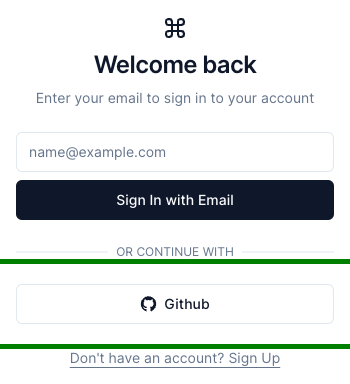 Welcome back
Enter your email to sign in to your account
name@example.com
Sign In with Email
OR CONTINUE WITH
Github
Don't have an account? Sign Up